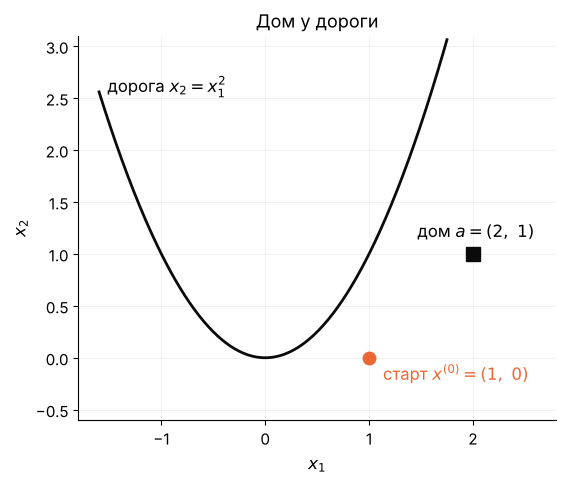 Дом у дороги
3.0
дорога x₂ = x₁²
2.5
2.0
1.5
дом a = (2, 1)
1.0
0.5
0.0
старт x⁽⁰⁾ = (1, 0)
−0.5
−1 0 1 2
x₂
x₁